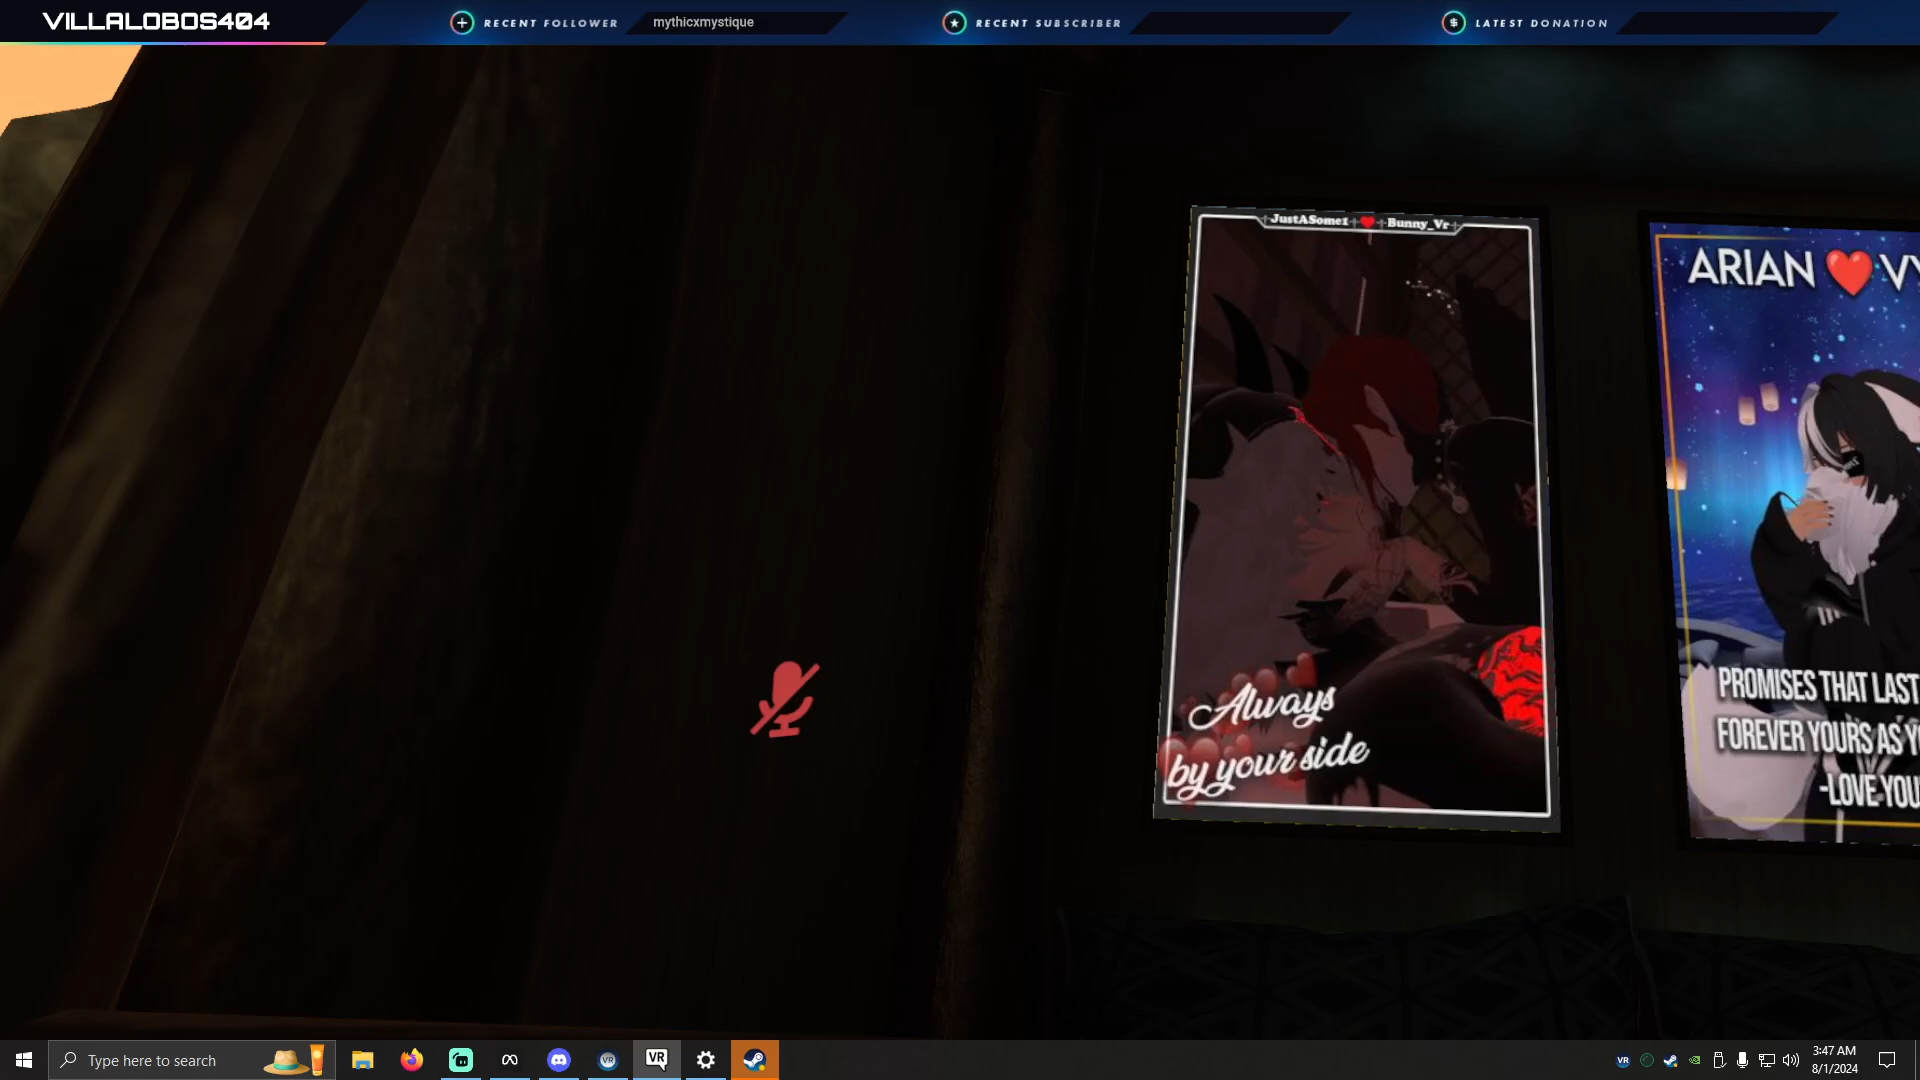 VILLALOBOS404
RECENT FOLLOWER
mythicxmystique
RECENT SUBSCRIBER
LATEST DONATION
JustASome1 ❤ Bunny_Vr
Always
by your side
ARIAN ❤
PROMISES THAT LAST
FOREVER YOURS AS
-LOVE YOU
Type here to search
VR
3:47 AM
8/1/2024